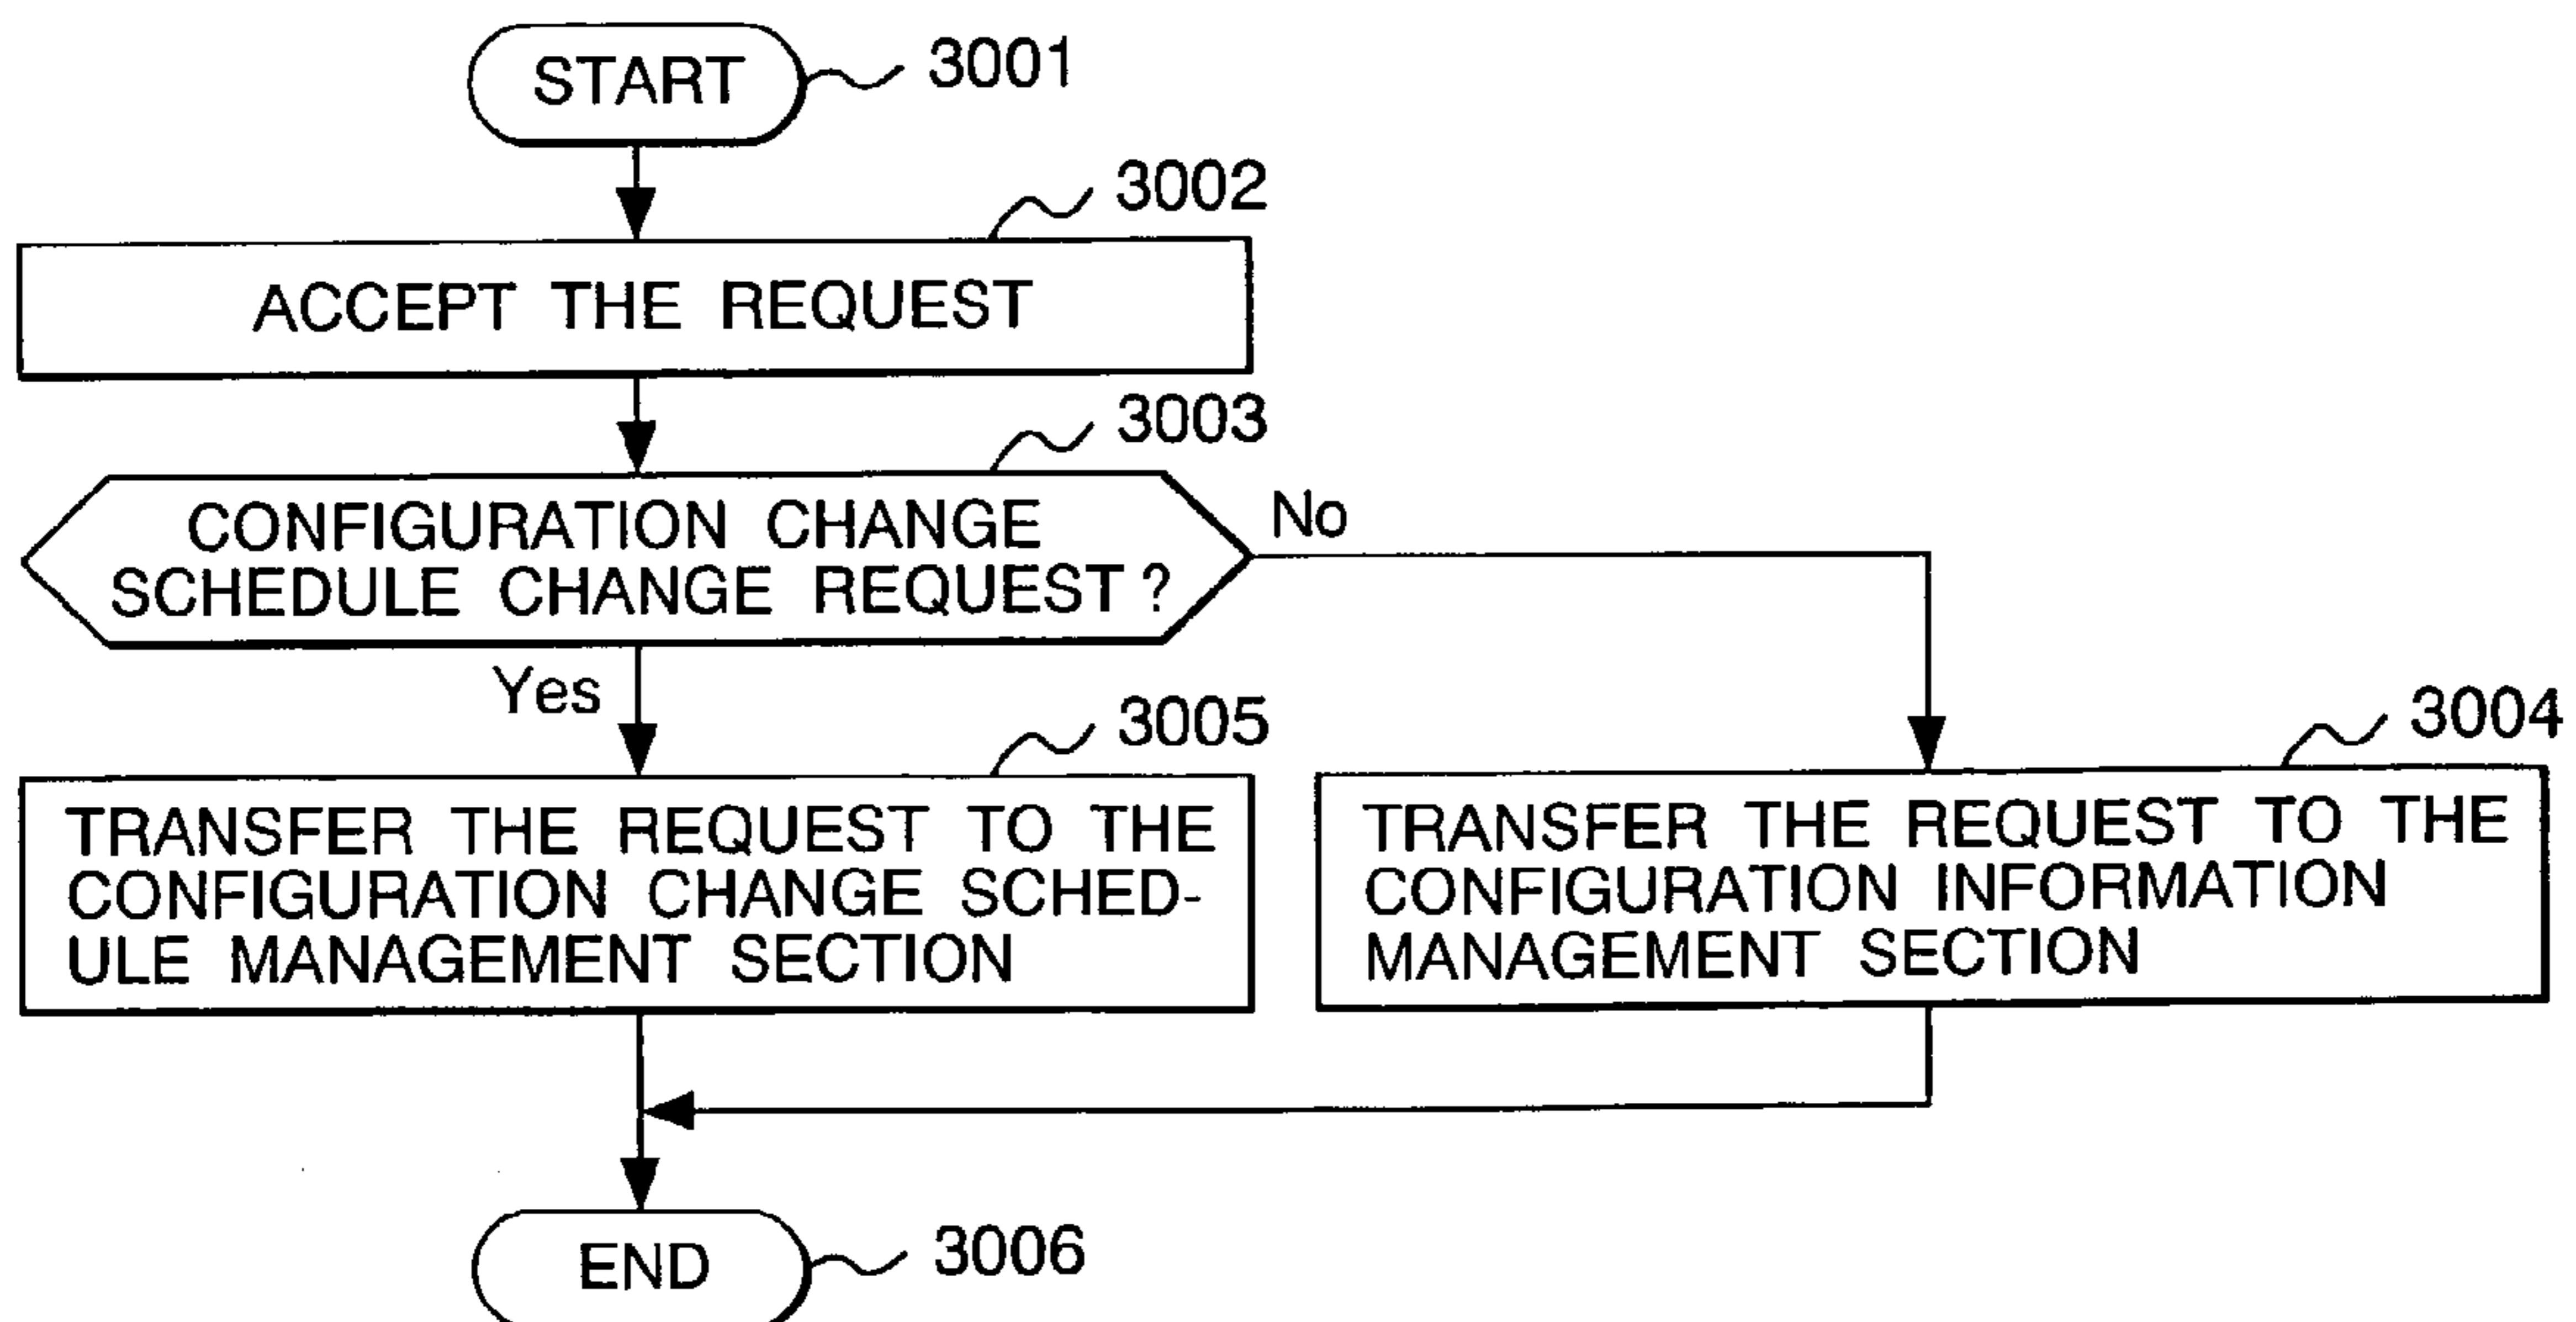 START
3001
3002
ACCEPT THE REQUEST
3003
CONFIGURATION CHANGE
SCHEDULE CHANGE REQUEST?
No
Yes
3005
TRANSFER THE REQUEST TO THE
CONFIGURATION CHANGE SCHED-
ULE MANAGEMENT SECTION
3004
TRANSFER THE REQUEST TO THE
CONFIGURATION INFORMATION
MANAGEMENT SECTION
END
3006